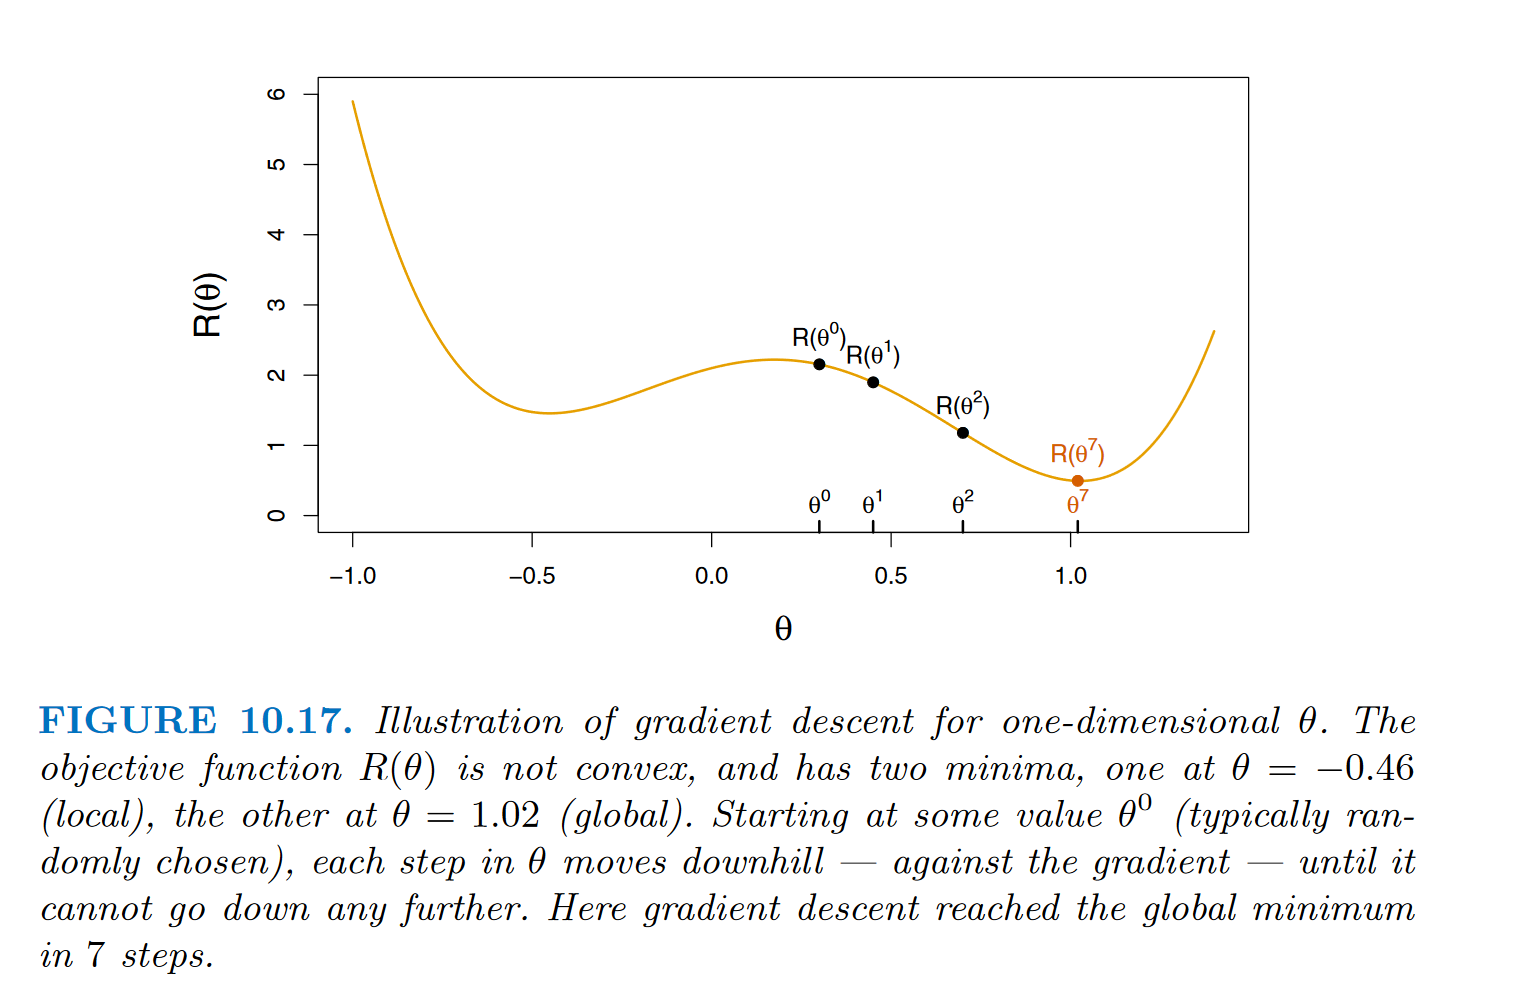 6
5
4
3
2
1
0
R(θ)
R(θ⁰)
R(θ¹)
R(θ²)
R(θ⁷)
θ⁰ θ¹ θ² θ⁷
−1.0 −0.5 0.0 0.5 1.0
θ
FIGURE 10.17. Illustration of gradient descent for one-dimensional θ. The
objective function R(θ) is not convex, and has two minima, one at θ = −0.46
(local), the other at θ = 1.02 (global). Starting at some value θ⁰ (typically ran-
domly chosen), each step in θ moves downhill — against the gradient — until it
cannot go down any further. Here gradient descent reached the global minimum
in 7 steps.